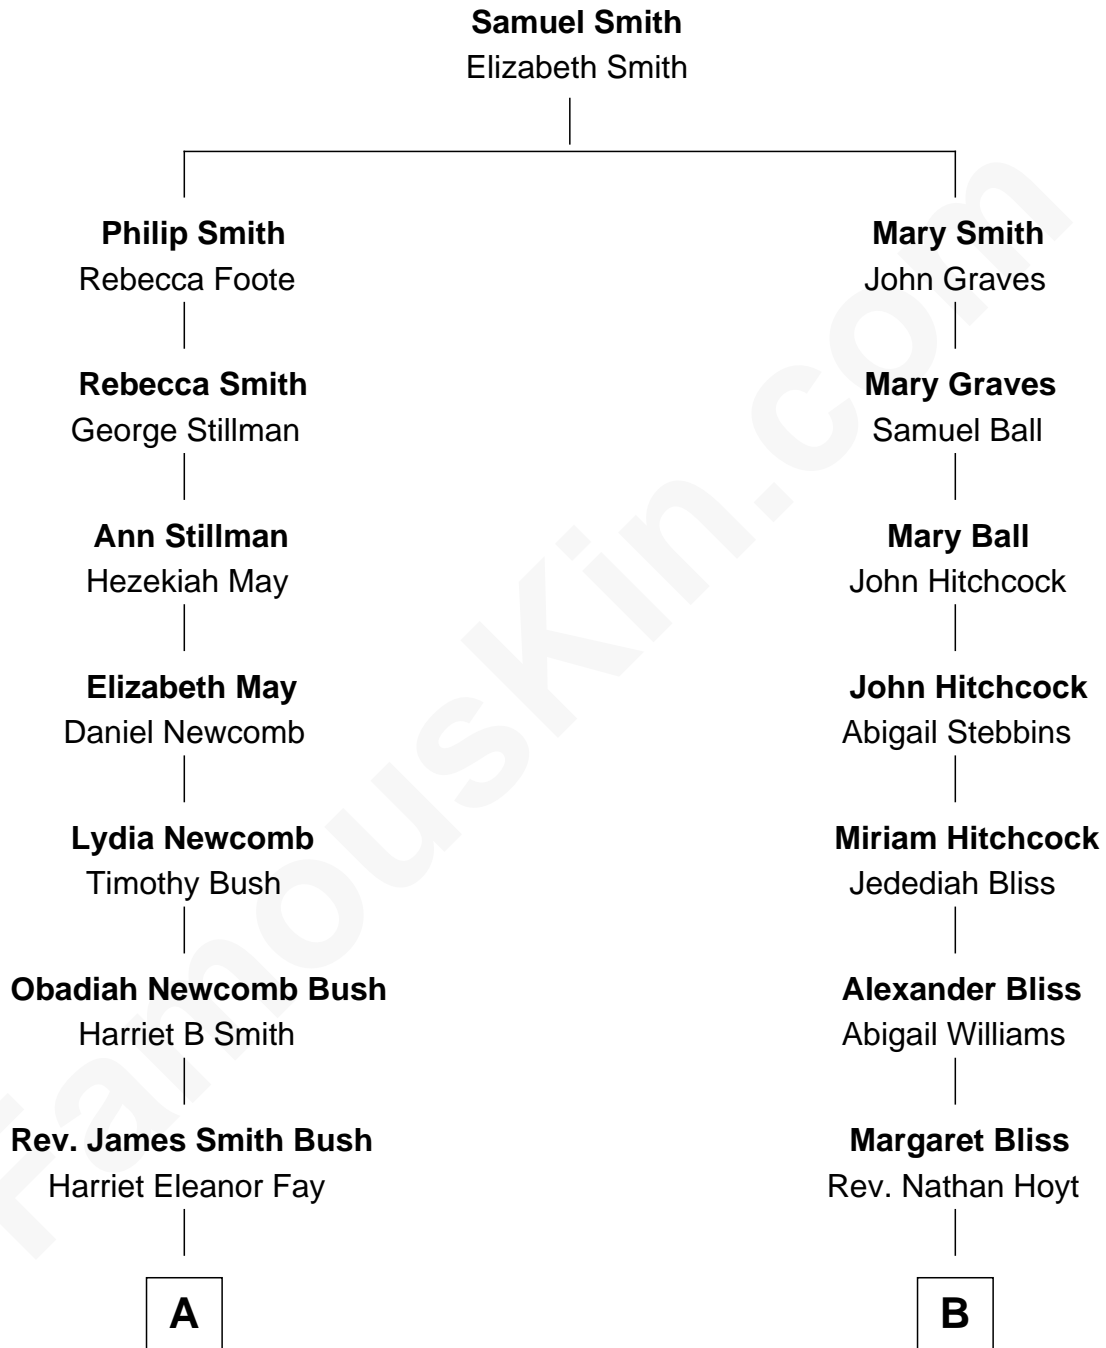 Samuel Smith
Elizabeth Smith
Philip Smith
Rebecca Foote
Mary Smith
John Graves
Rebecca Smith
George Stillman
Mary Graves
Samuel Ball
Ann Stillman
Hezekiah May
Mary Ball
John Hitchcock
Elizabeth May
Daniel Newcomb
John Hitchcock
Abigail Stebbins
Lydia Newcomb
Timothy Bush
Miriam Hitchcock
Jedediah Bliss
Obadiah Newcomb Bush
Harriet B Smith
Alexander Bliss
Abigail Williams
Rev. James Smith Bush
Harriet Eleanor Fay
Margaret Bliss
Rev. Nathan Hoyt
A
B
FamousKin.com